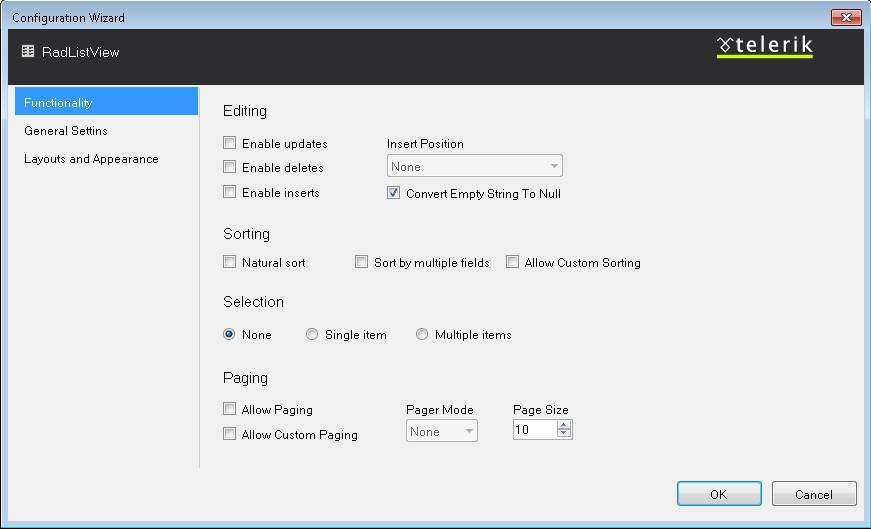 Configuration Wizard
RadListView
telerik
Functionality
General Settins
Layouts and Appearance
Editing
Enable updates
Insert Position
Enable deletes
None
Enable inserts
Convert Empty String To Null
Sorting
Natural sort
Sort by multiple fields
Allow Custom Sorting
Selection
None
Single item
Multiple items
Paging
Allow Paging
Pager Mode
Page Size
Allow Custom Paging
None
10
OK
Cancel